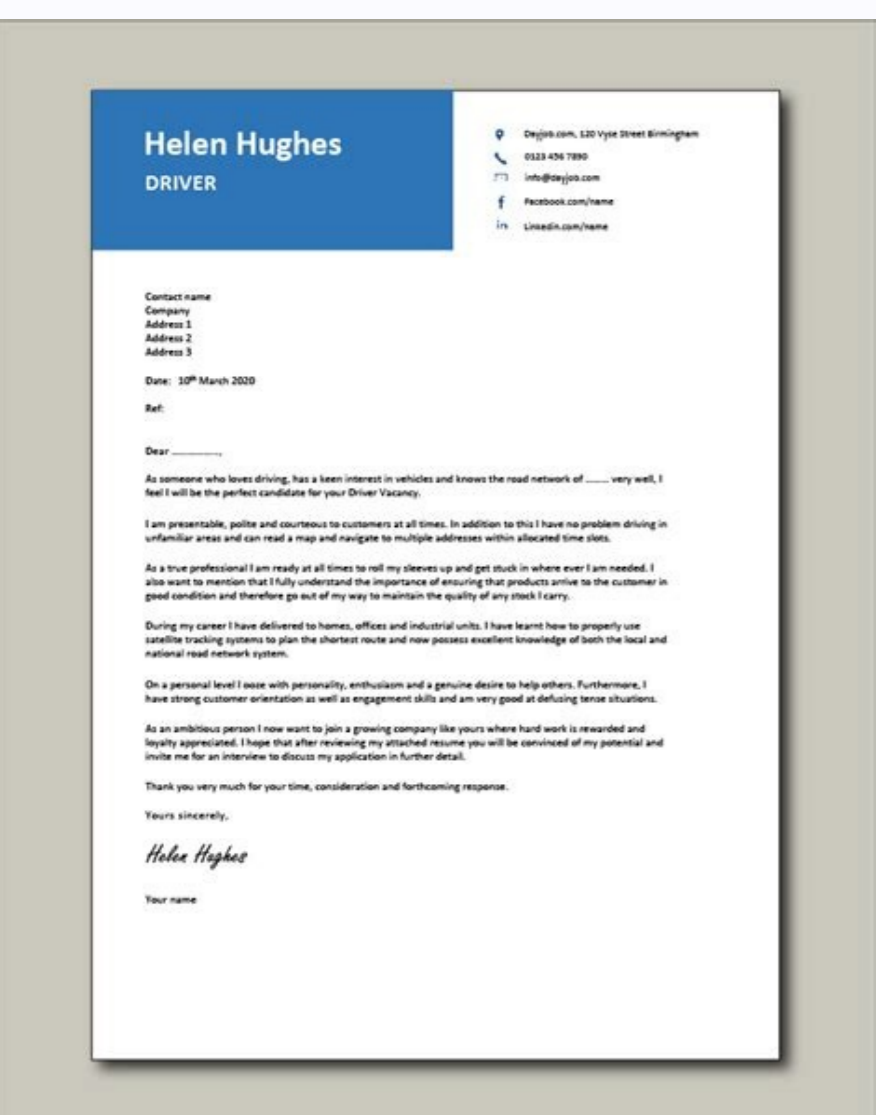 Helen Hughes
DRIVER
Dayjob.com, 120 Vyse Street Birmingham
0123 456 7890
info@dayjob.com
Facebook.com/name
in Linkedin.com/name
Contact name
Company
Address 1
Address 2
Address 3
Date: 10th March 2020
Ref:
Dear ................,
As someone who loves driving, has a keen interest in vehicles and knows the road network of ........ very well, I
feel I will be the perfect candidate for your Driver Vacancy.
I am presentable, polite and courteous to customers at all times. In addition to this I have no problem driving in
unfamiliar areas and can read a map and navigate to multiple addresses within allocated time slots.
As a true professional I am ready at all times to roll my sleeves up and get stuck in where ever I am needed. I
also want to mention that I fully understand the importance of ensuring that products arrive to the customer in
good condition and therefore go out of my way to maintain the quality of any stock I carry.
During my career I have delivered to homes, offices and industrial units. I have learnt how to properly use
satellite tracking systems to plan the shortest route and now possess excellent knowledge of both the local and
national road network system.
On a personal level I ooze with personality, enthusiasm and a genuine desire to help others. Furthermore, I
have strong customer orientation as well as engagement skills and am very good at defusing tense situations.
As an ambitious person I now want to join a growing company like yours where hard work is rewarded and
loyalty appreciated. I hope that after reviewing my attached resume you will be convinced of my potential and
invite me for an interview to discuss my application in further detail.
Thank you very much for your time, consideration and forthcoming response.
Yours sincerely,
Helen Hughes
Your name